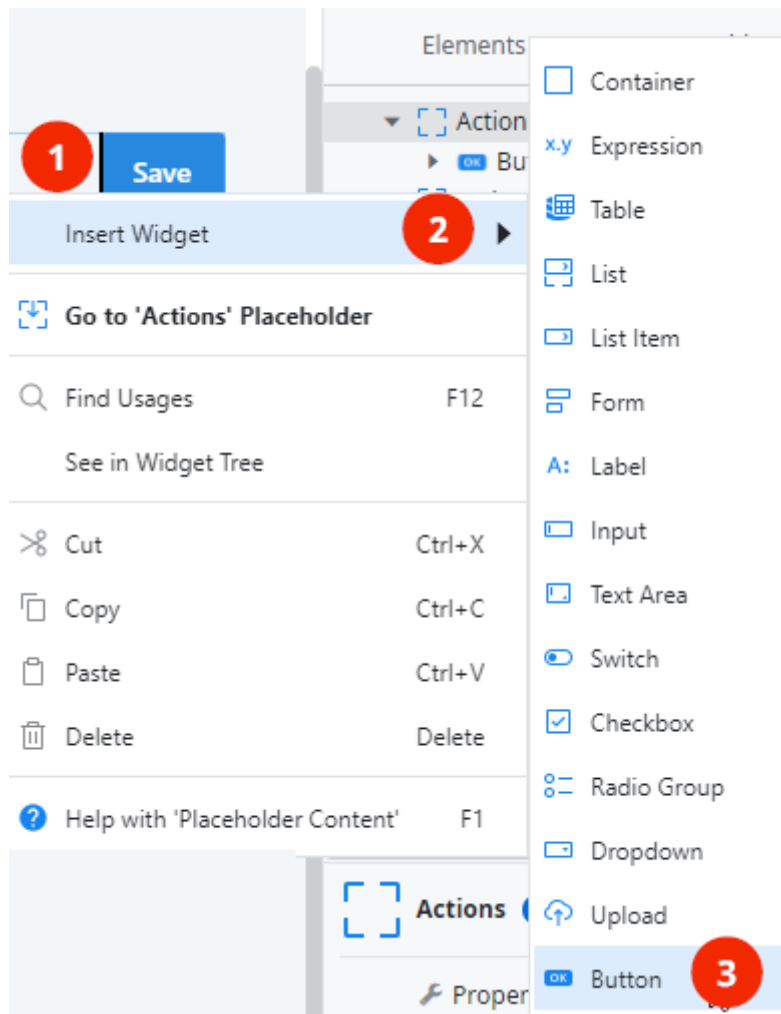 Elements
Action
Bu
1
Save
Insert Widget
2
Go to 'Actions' Placeholder
Find Usages F12
See in Widget Tree
Cut Ctrl+X
Copy Ctrl+C
Paste Ctrl+V
Delete Delete
Help with 'Placeholder Content' F1
Actions
Proper
Container
x.y Expression
Table
List
List Item
Form
A: Label
Input
Text Area
Switch
Checkbox
Radio Group
Dropdown
Upload
OK Button
3